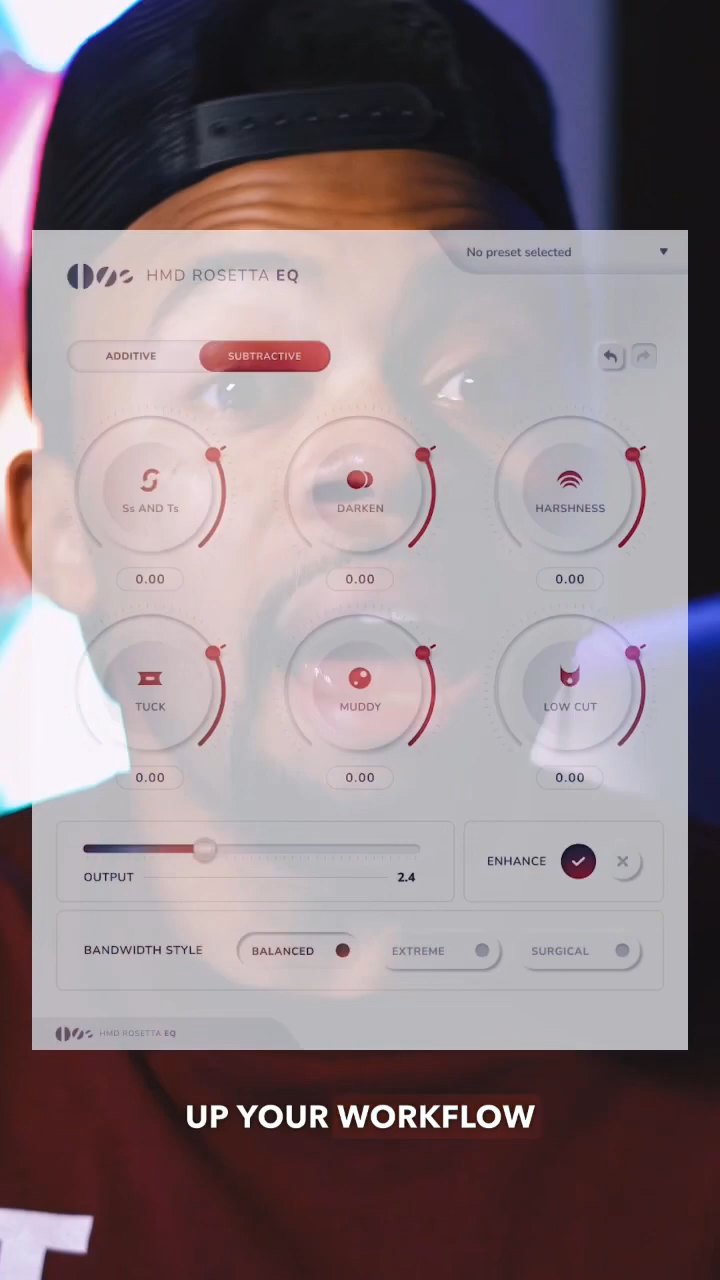 No preset selected
HMD ROSETTA EQ
ADDITIVE SUBTRACTIVE
Ss AND Ts DARKEN HARSHNESS
0.00 0.00 0.00
TUCK MUDDY LOW CUT
0.00 0.00 0.00
OUTPUT 2.4
ENHANCE
BANDWIDTH STYLE BALANCED EXTREME SURGICAL
HMD ROSETTA EQ
UP YOUR WORKFLOW